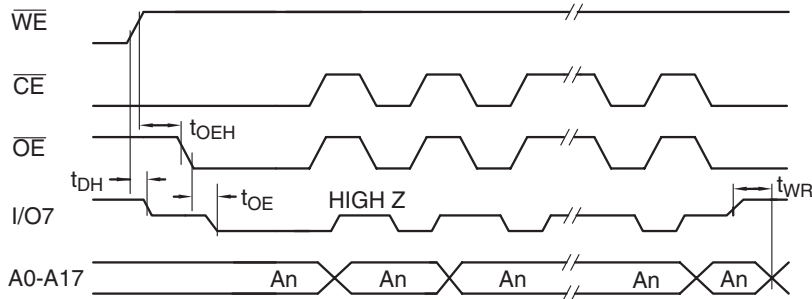 WE
CE
tOEH
OE
tDH
tOE
HIGH Z
tWR
I/O7
A0-A17 An An An An An